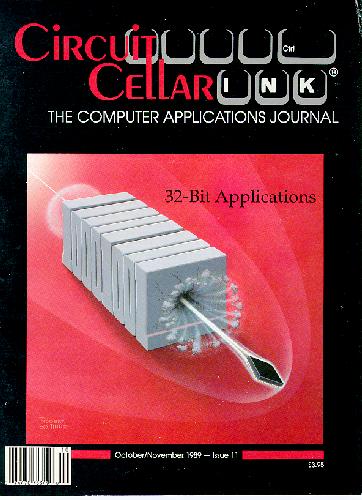 CIRCUIT
Ctrl
CELLAR INK®
THE COMPUTER APPLICATIONS JOURNAL
32-Bit Applications
October/November 1989 — Issue 11
$3.95